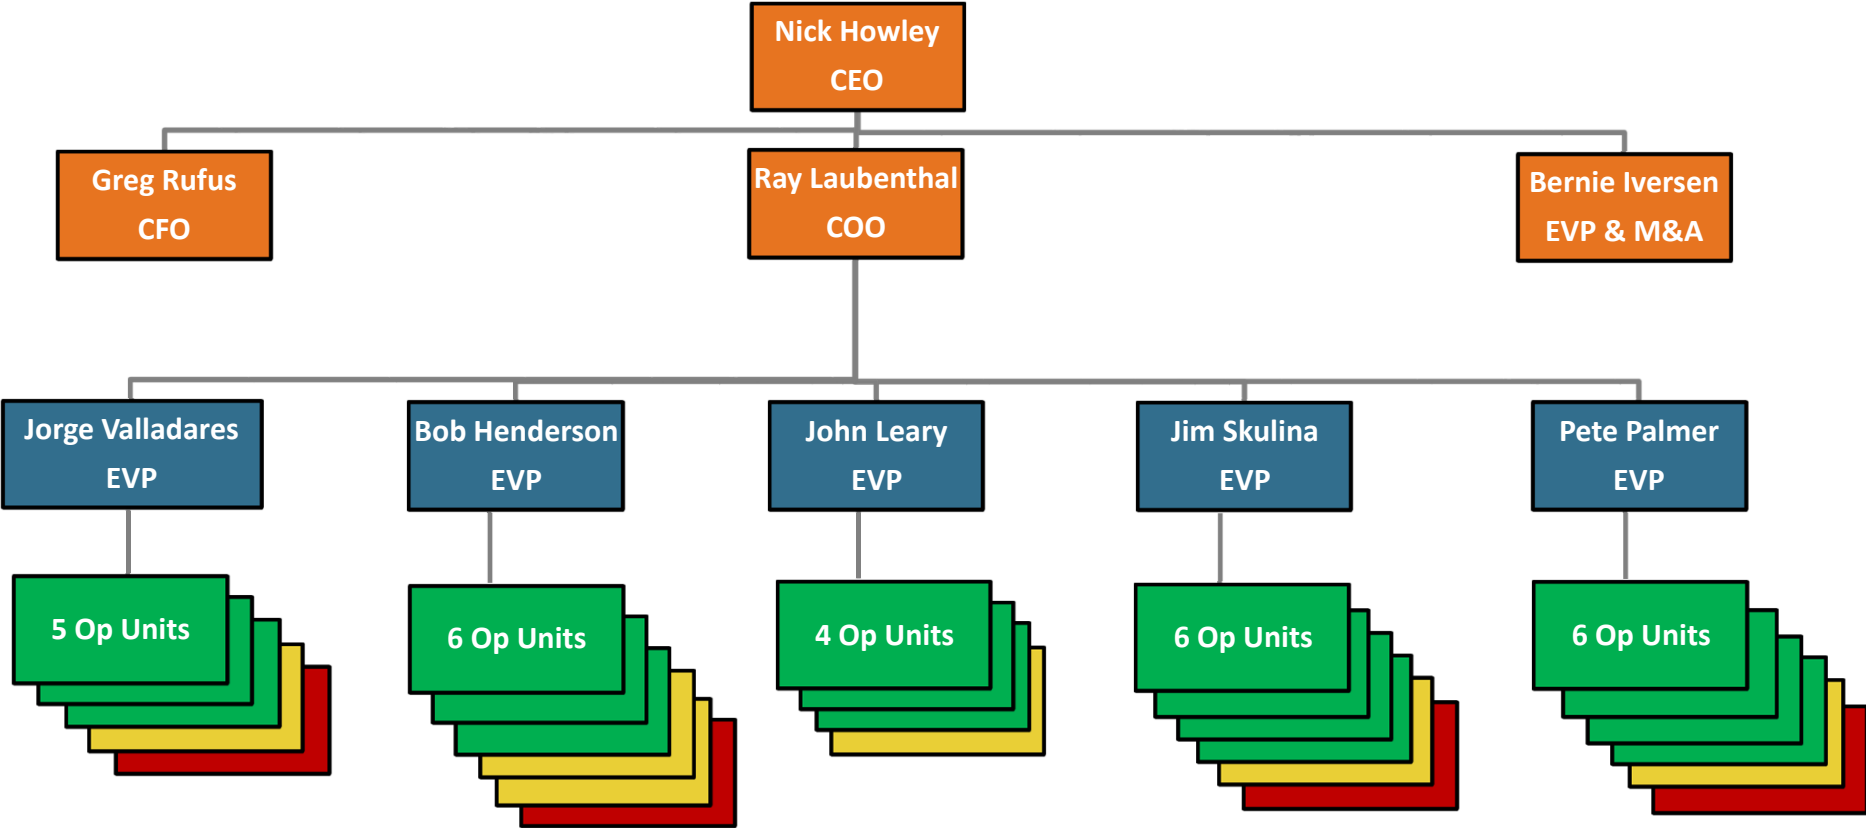 Nick Howley
CEO
Greg Rufus
CFO
Ray Laubenthal
COO
Bernie Iversen
EVP & M&A
Jorge Valladares
EVP
Bob Henderson
EVP
John Leary
EVP
Jim Skulina
EVP
Pete Palmer
EVP
5 Op Units
6 Op Units
4 Op Units
6 Op Units
6 Op Units